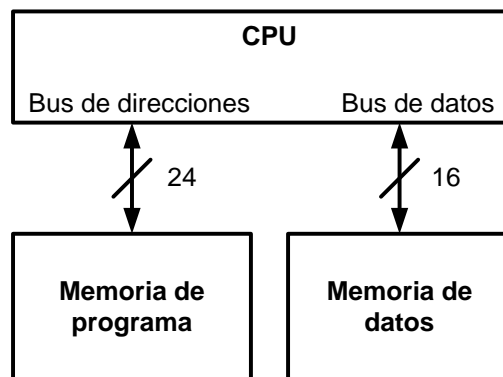 CPU
Bus de direcciones Bus de datos
24 16
Memoria de programa
Memoria de datos